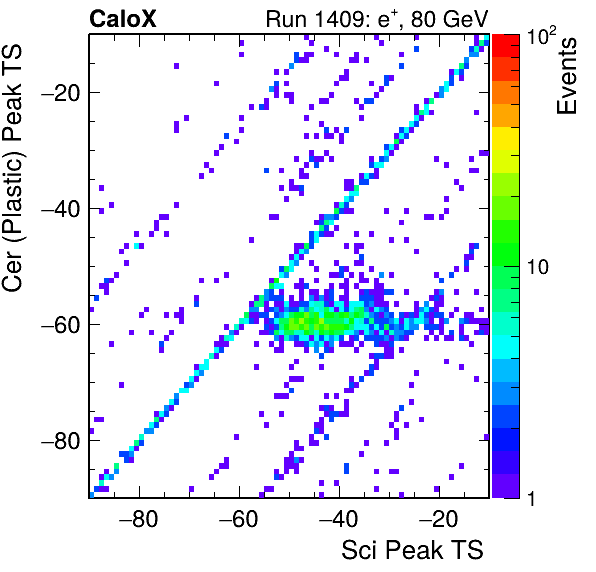 CaloX Run 1409: e⁺, 80 GeV
Cer (Plastic) Peak TS
−20
−40
−60
−80
−80 −60 −40 −20
Sci Peak TS
10²
10
1
Events